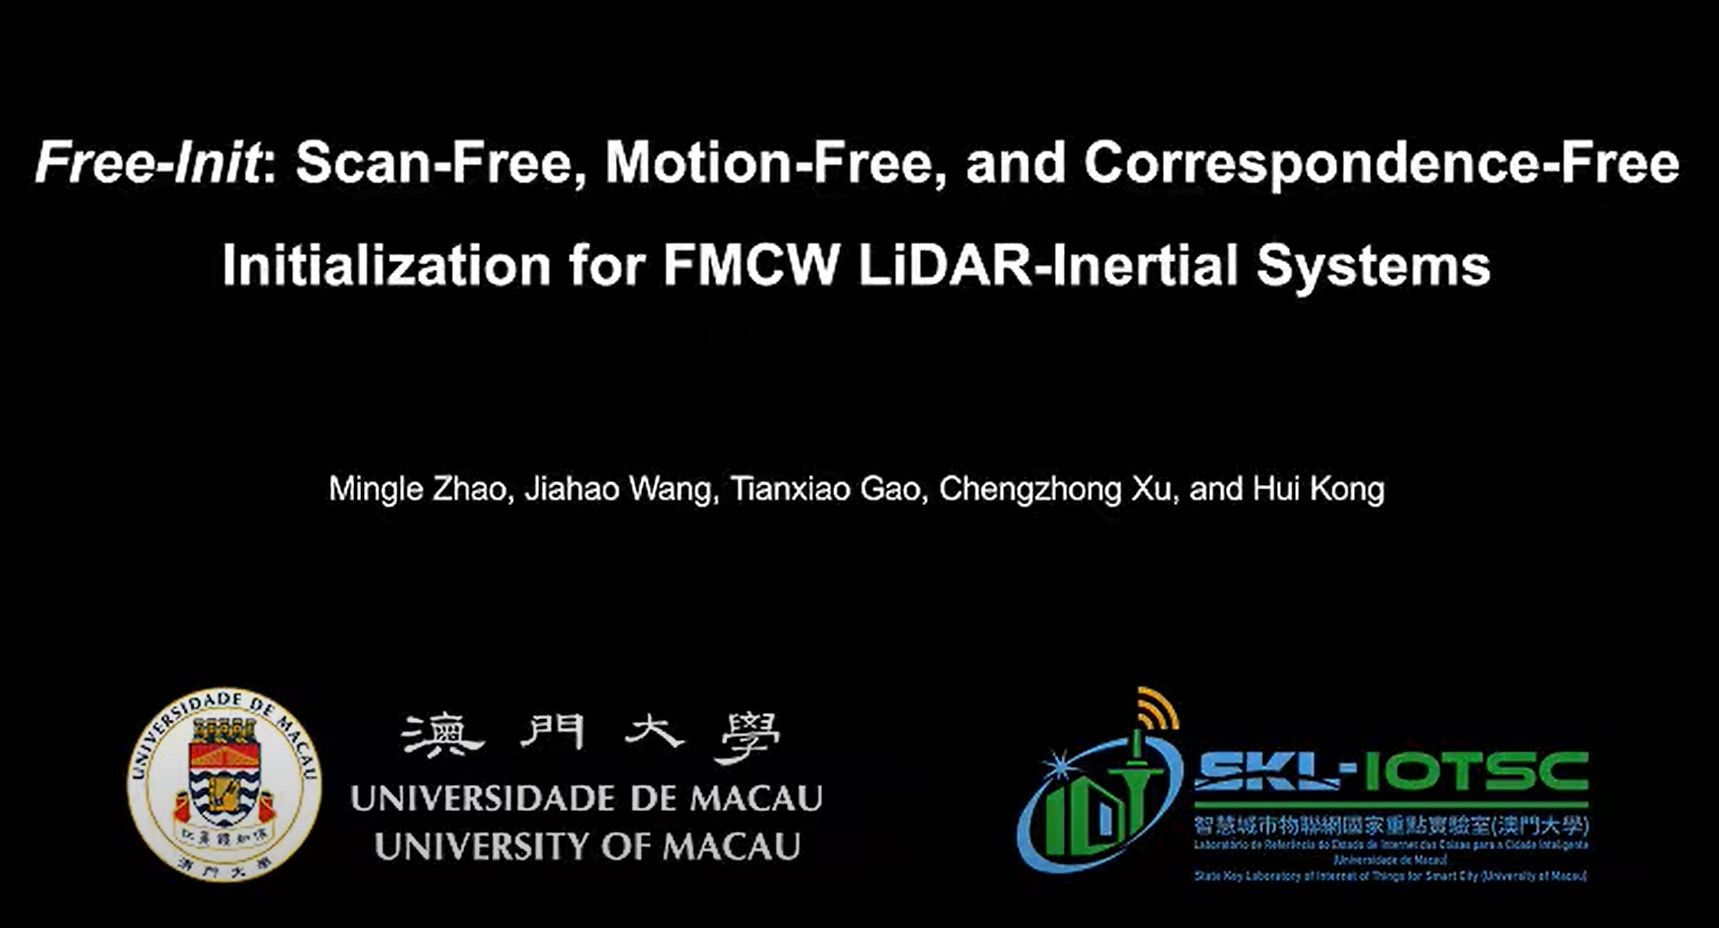 Free-Init: Scan-Free, Motion-Free, and Correspondence-Free
Initialization for FMCW LiDAR-Inertial Systems
Mingle Zhao, Jiahao Wang, Tianxiao Gao, Chengzhong Xu, and Hui Kong
UNIVERSIDADE DE MACAU
澳門大學
澳門大學
UNIVERSIDADE DE MACAU
UNIVERSITY OF MACAU
SKL-IOTSC
智慧城市物聯網國家重點實驗室(澳門大學)
Laboratório de Referência do Estado de Internet das Coisas para a Cidade Inteligente
(Universidade de Macau)
State Key Laboratory of Internet of Things for Smart City (University of Macau)